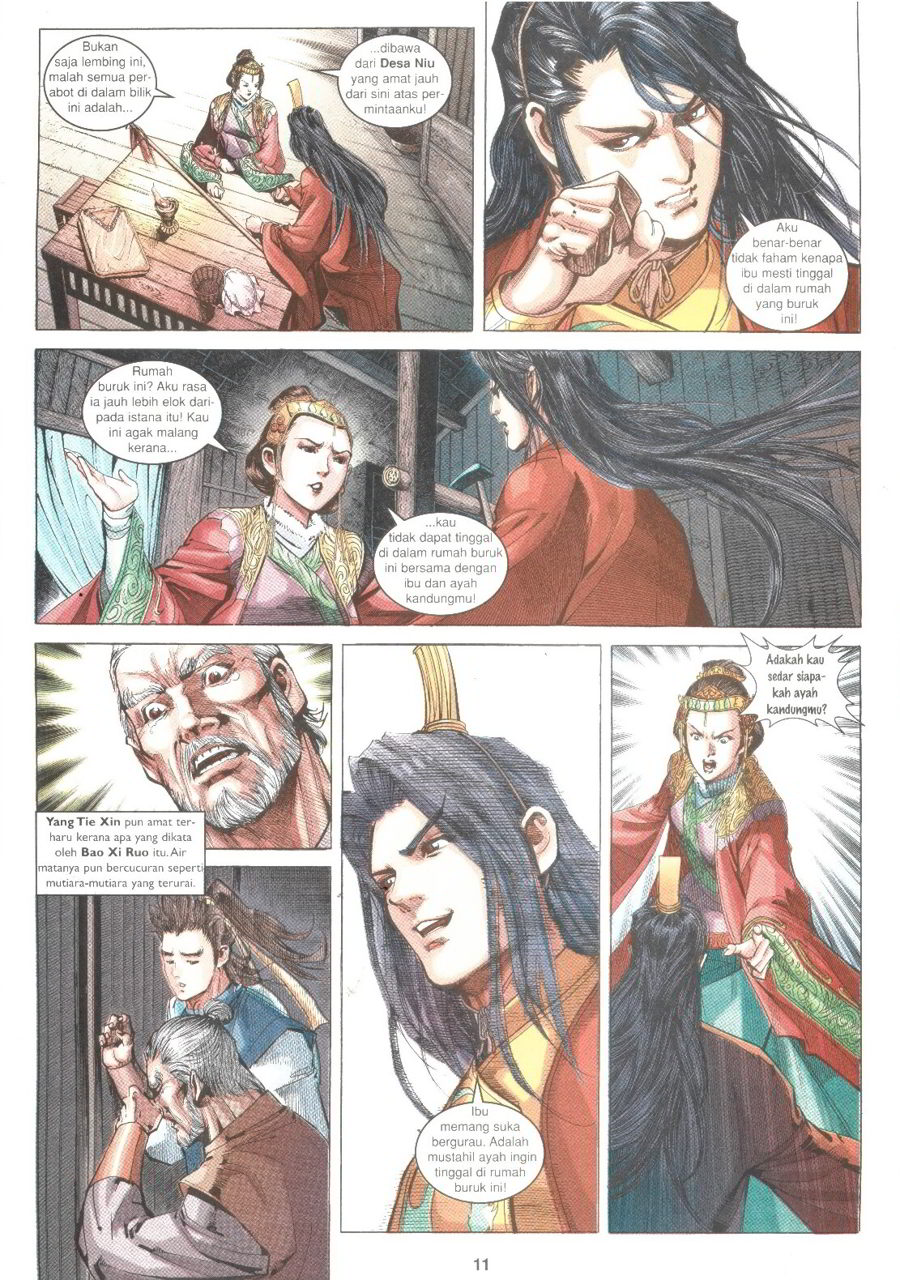 Bukan
saja lembing ini,
malah semua per-
abot di dalam bilik
ini adalah...
...dibawa
dari Desa Niu
yang amat jauh
dari sini atas per-
mintaanku!
Aku
benar-benar
tidak faham kenapa
ibu mesti tinggal
di dalam rumah
yang buruk
ini!
Rumah
buruk ini? Aku rasa
ia jauh lebih elok dari-
pada istana itu! Kau
ini agak malang
kerana...
...kau
tidak dapat tinggal
di dalam rumah buruk
ini bersama dengan
ibu dan ayah
kandungmu!
Yang Tie Xin pun amat ter-
haru kerana apa yang dikata
oleh Bao Xi Ruo itu. Air
matanya pun bercucuran seperti
mutiara-mutiara yang terurai.
Ibu
memang suka
bergurau. Adalah
mustahil ayah ingin
tinggal di rumah
buruk ini!
Adakah kau
sedar siapa-
kah ayah
kandungmu?
11